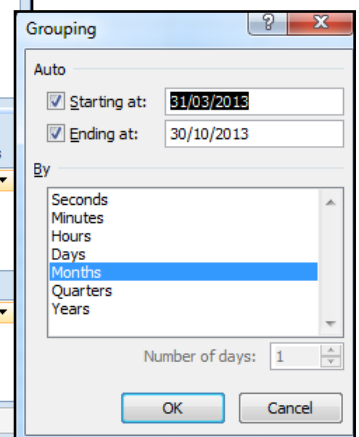 Grouping
Auto
Starting at: 31/03/2013
Ending at: 30/10/2013
By
Seconds
Minutes
Hours
Days
Months
Quarters
Years
Number of days: 1
OK Cancel